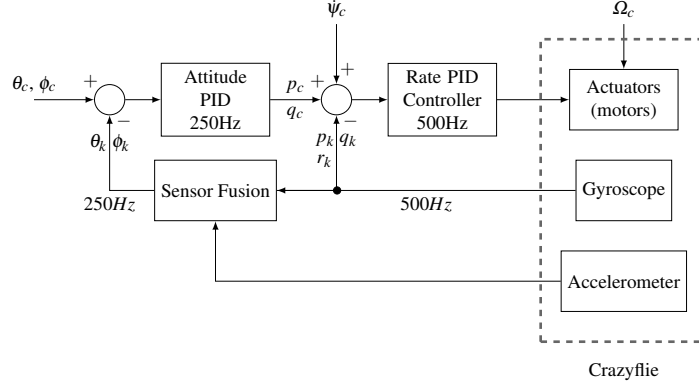 ψ̇c
Ωc
θc, ϕc
+
−
Attitude
PID
250Hz
pc
qc
+
+
−
Rate PID
Controller
500Hz
Actuators
(motors)
θk ϕk
pk qk
rk
250Hz
Sensor Fusion
500Hz
Gyroscope
Accelerometer
Crazyflie